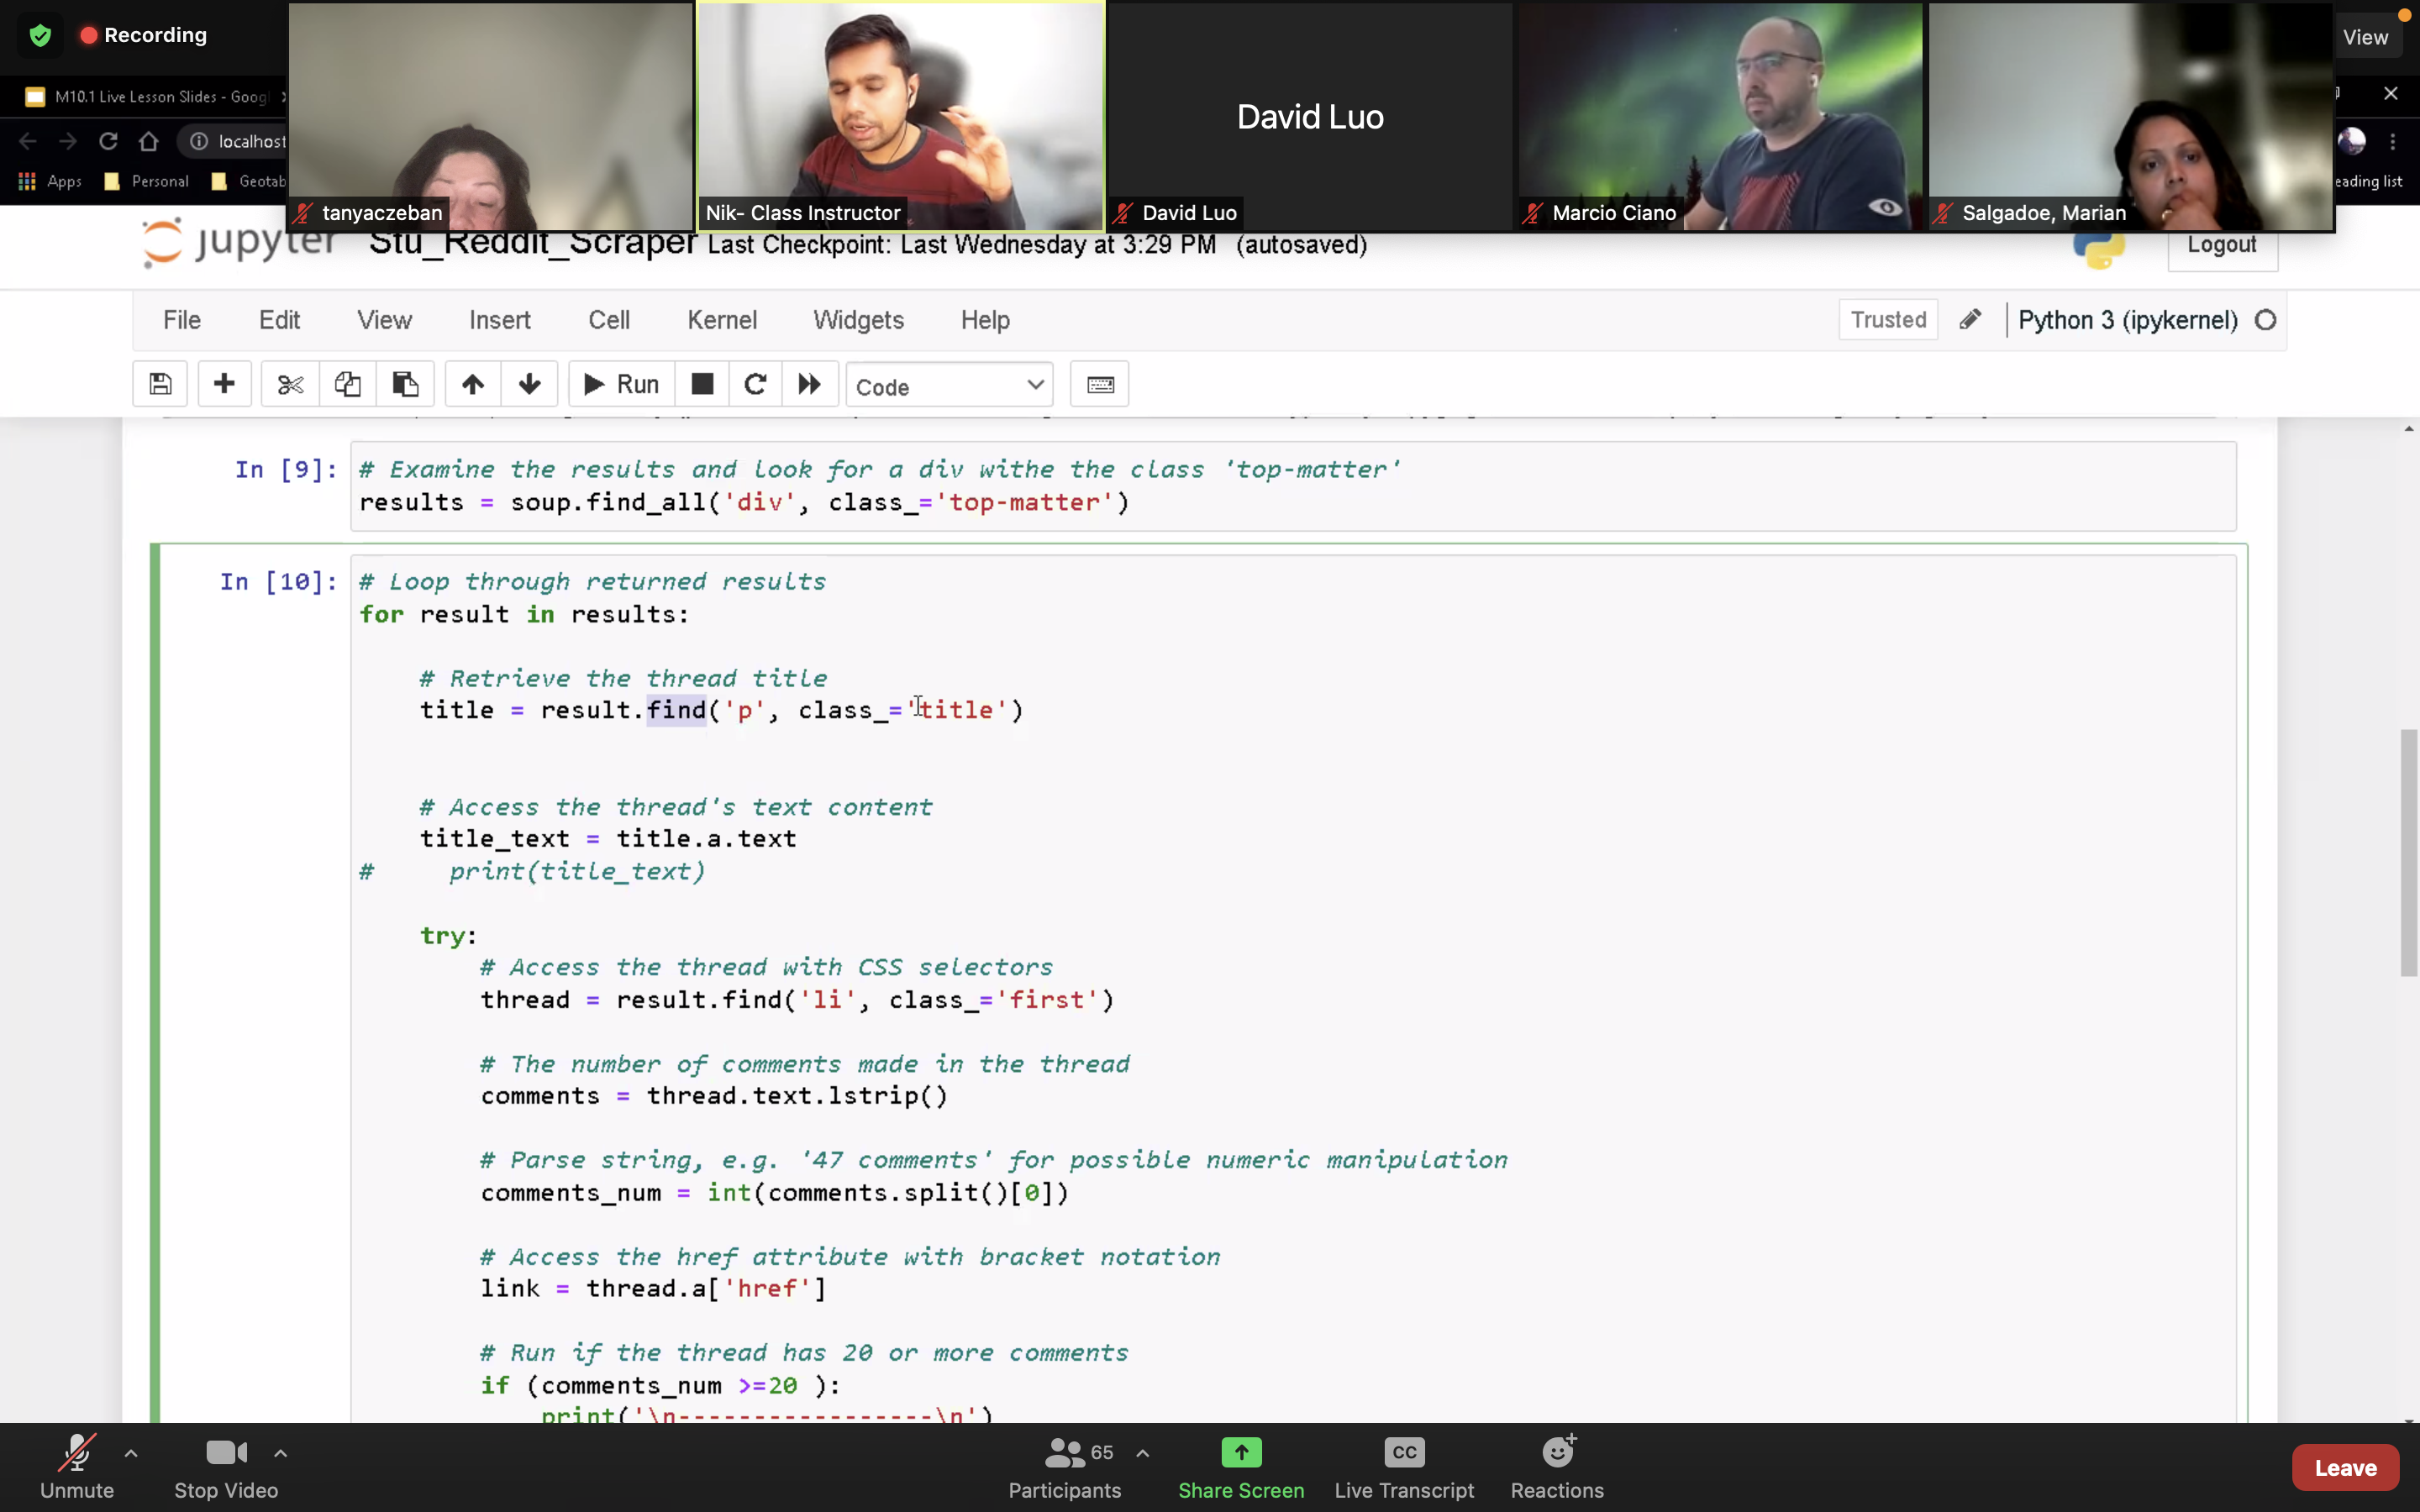 Recording
View
M10.1 Live Lesson Slides - Goog
localhost
Apps Personal Geotab
eading list
tanyaczeban
Nik- Class Instructor
David Luo
David Luo
Marcio Ciano
Salgadoe, Marian
jupyter Stu_Reddit_Scraper Last Checkpoint: Last Wednesday at 3:29 PM (autosaved)
Logout
File Edit View Insert Cell Kernel Widgets Help
Trusted Python 3 (ipykernel)
Run Code
In [9]: # Examine the results and look for a div withe the class 'top-matter'
results = soup.find_all('div', class_='top-matter')
In [10]: # Loop through returned results
for result in results:
# Retrieve the thread title
title = result.find('p', class_='title')
# Access the thread's text content
title_text = title.a.text
# print(title_text)
try:
# Access the thread with CSS selectors
thread = result.find('li', class_='first')
# The number of comments made in the thread
comments = thread.text.lstrip()
# Parse string, e.g. '47 comments' for possible numeric manipulation
comments_num = int(comments.split()[0])
# Access the href attribute with bracket notation
link = thread.a['href']
# Run if the thread has 20 or more comments
if (comments_num >=20 ):
print('\n-----------------\n')
Unmute Stop Video Participants 65 Share Screen CC Live Transcript Reactions Leave